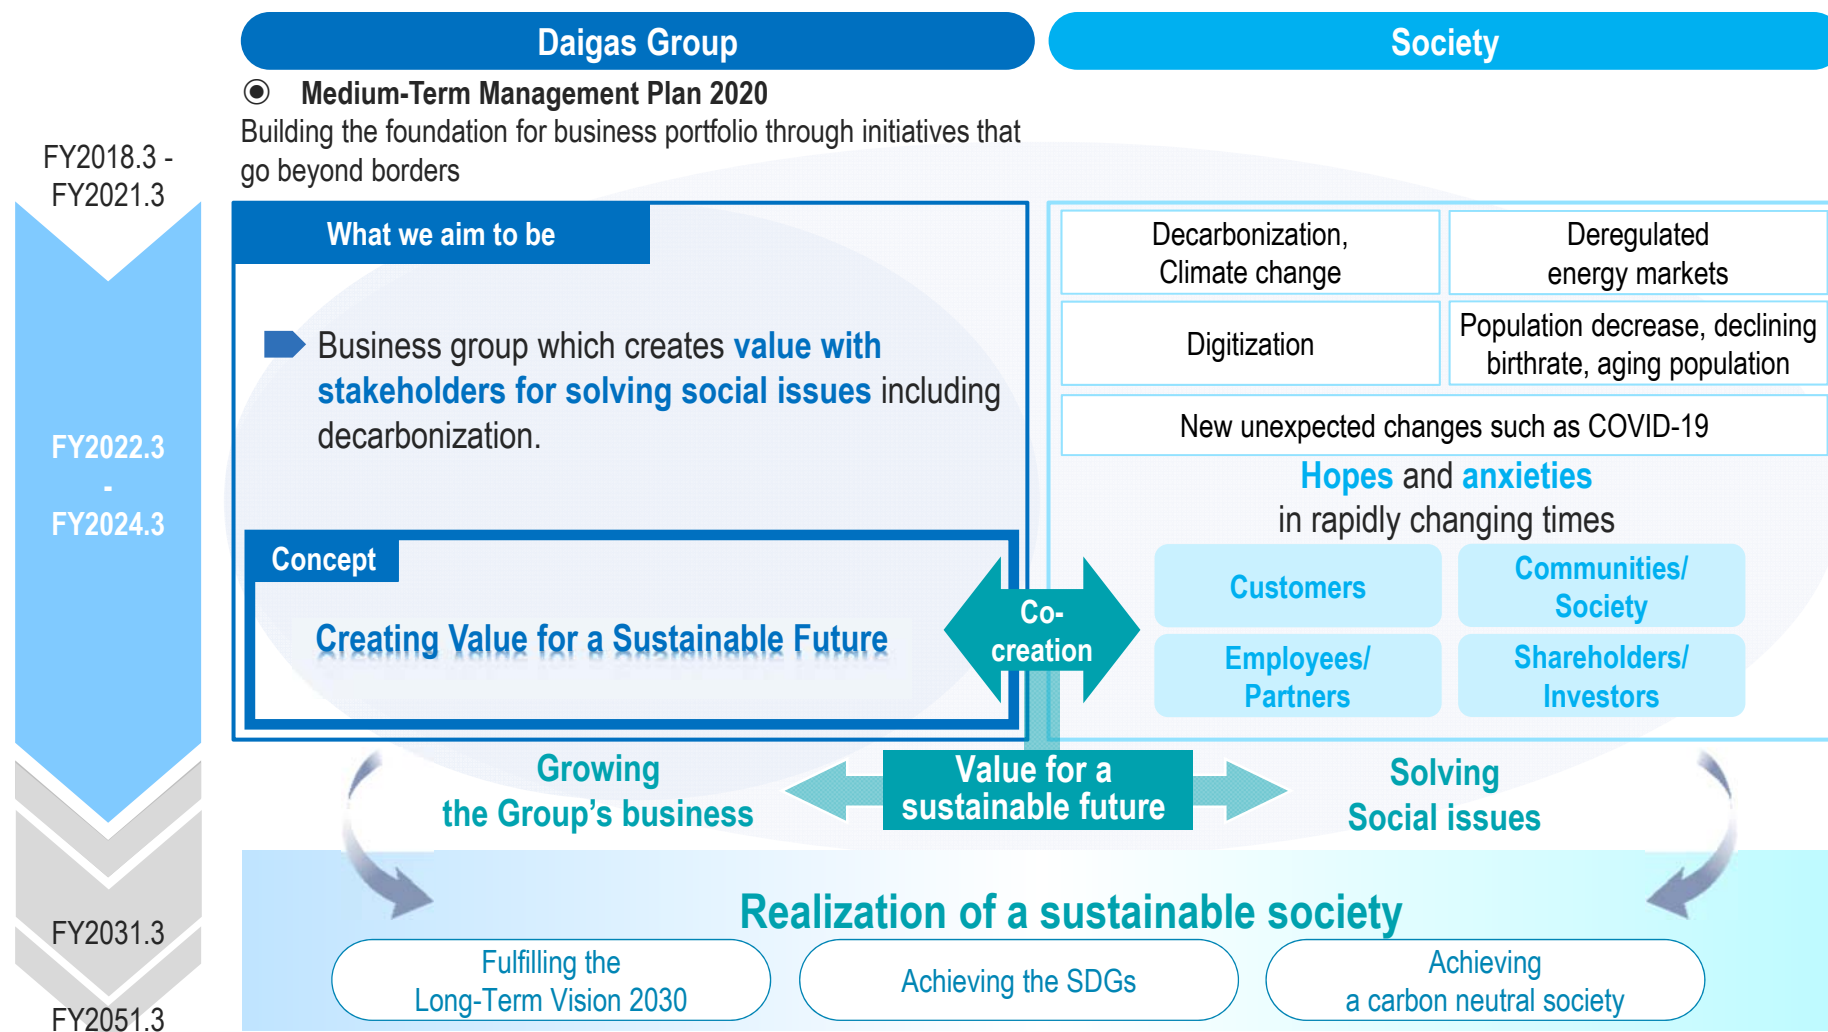 Daigas Group
Society
◉ Medium-Term Management Plan 2020
Building the foundation for business portfolio through initiatives that
go beyond borders
FY2018.3 -
FY2021.3
What we aim to be
Business group which creates value with
stakeholders for solving social issues including
decarbonization.
Decarbonization,
Climate change
Deregulated
energy markets
Digitization
Population decrease, declining
birthrate, aging population
New unexpected changes such as COVID-19
Hopes and anxieties
in rapidly changing times
FY2022.3
-
FY2024.3
Concept
Creating Value for a Sustainable Future
Co-
creation
Customers
Communities/
Society
Employees/
Partners
Shareholders/
Investors
Growing
the Group’s business
Value for a
sustainable future
Solving
Social issues
Realization of a sustainable society
FY2031.3
Fulfilling the
Long-Term Vision 2030
Achieving the SDGs
Achieving
a carbon neutral society
FY2051.3